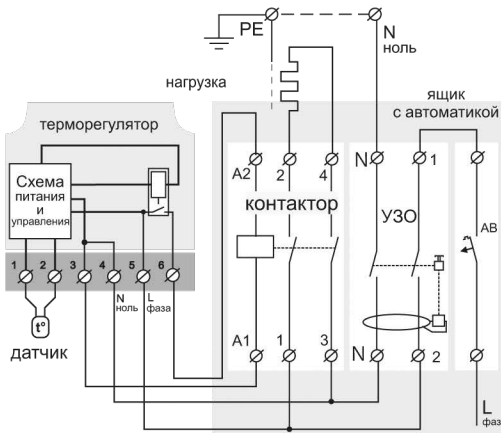 PE
N
ноль
нагрузка
ящик
с автоматикой
терморегулятор
A2
2
4
N
1
Схема
питания
и
управления
контактор
УЗО
АВ
1
2
3
4
5
6
N
ноль
L
фаза
t°
датчик
A1
1
3
N
2
L
фаз